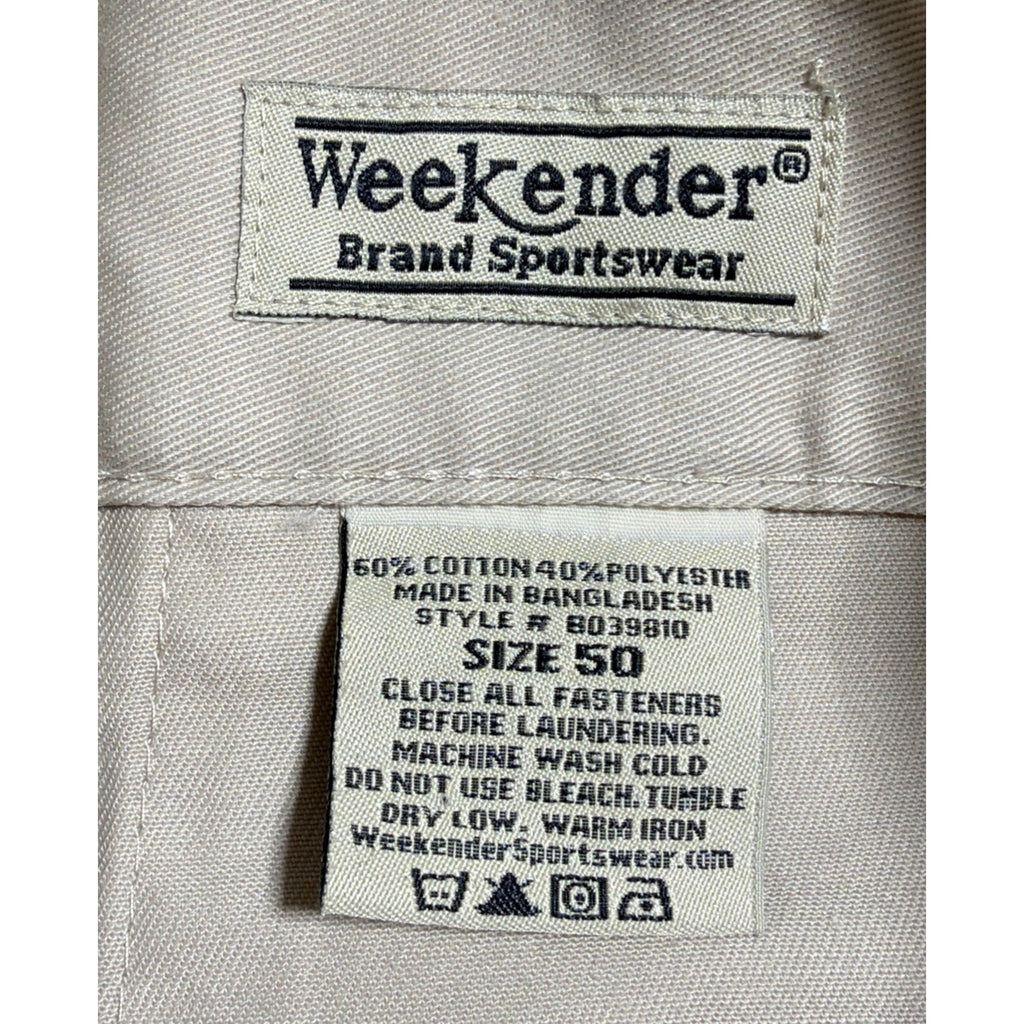 Weekender®
Brand Sportswear
60% COTTON 40% POLYESTER
MADE IN BANGLADESH
STYLE # 8039810
SIZE 50
CLOSE ALL FASTENERS
BEFORE LAUNDERING.
MACHINE WASH COLD
DO NOT USE BLEACH. TUMBLE
DRY LOW. WARM IRON
WeekenderSportswear.com